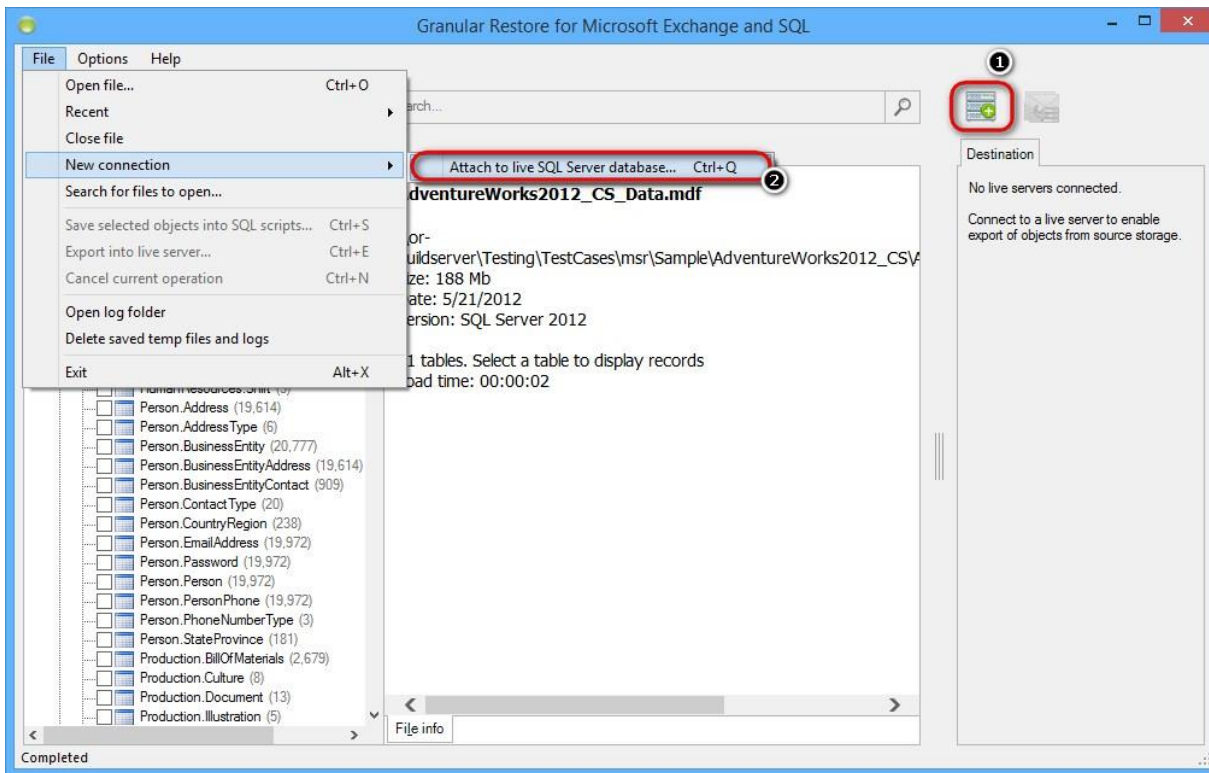 Granular Restore for Microsoft Exchange and SQL
File Options Help
Open file... Ctrl+O
Recent
Close file
New connection
Search for files to open...
Save selected objects into SQL scripts... Ctrl+S
Export into live server... Ctrl+E
Cancel current operation Ctrl+N
Open log folder
Delete saved temp files and logs
Exit Alt+X
Attach to live SQL Server database... Ctrl+Q
1
2
arch...
dventureWorks2012_CS_Data.mdf
or-
uildserver\Testing\TestCases\msr\Sample\AdventureWorks2012_CS\A
ze: 188 Mb
ate: 5/21/2012
ersion: SQL Server 2012
1 tables. Select a table to display records
oad time: 00:00:02
HumanResources.Shift (3)
Person.Address (19,614)
Person.AddressType (6)
Person.BusinessEntity (20,777)
Person.BusinessEntityAddress (19,614)
Person.BusinessEntityContact (909)
Person.ContactType (20)
Person.CountryRegion (238)
Person.EmailAddress (19,972)
Person.Password (19,972)
Person.Person (19,972)
Person.PersonPhone (19,972)
Person.PhoneNumberType (3)
Person.StateProvince (181)
Production.BillOfMaterials (2,679)
Production.Culture (8)
Production.Document (13)
Production.Illustration (5)
File info
Destination
No live servers connected.
Connect to a live server to enable
export of objects from source storage.
Completed